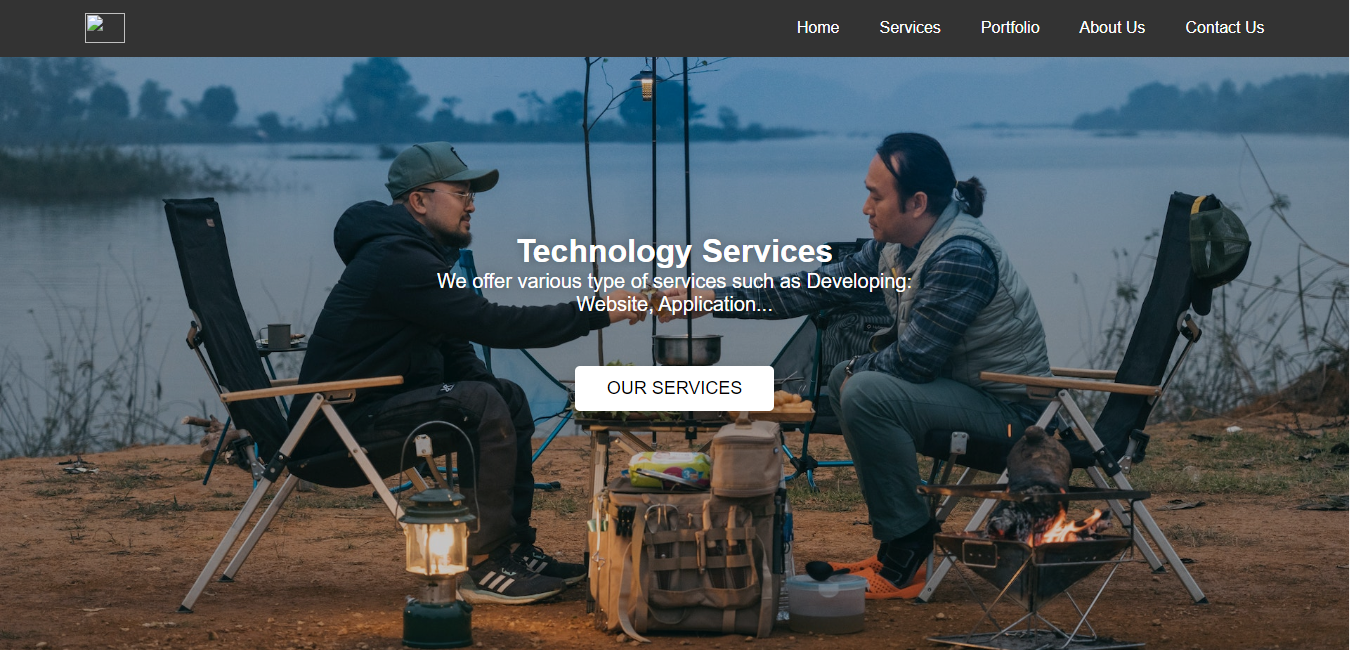 Home Services Portfolio About Us Contact Us
Technology Services
We offer various type of services such as Developing:
Website, Application...
OUR SERVICES